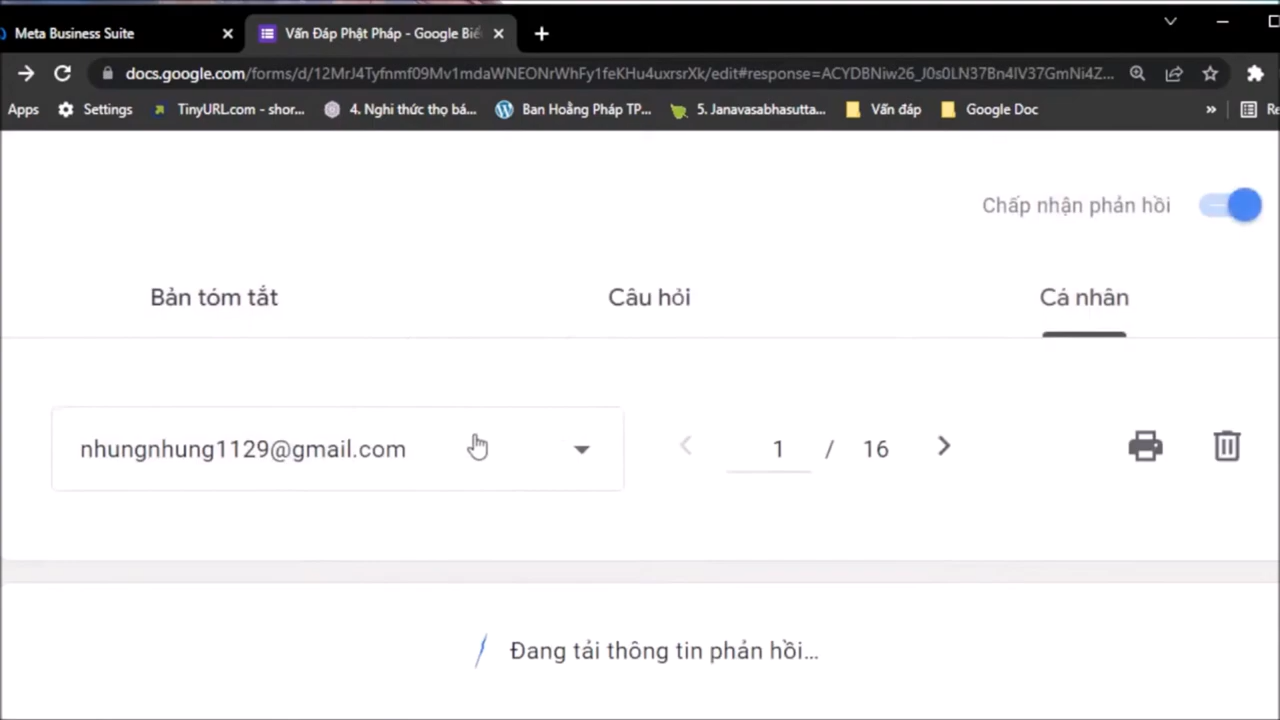 Meta Business Suite
Vấn Đáp Phật Pháp - Google Biể
docs.google.com/forms/d/12MrJ4Tyfnmf09Mv1mdaWNEONrWhFy1feKHu4uxrsrXk/edit#response=ACYDBNiw26_J0s0LN37Bn4IV37GmNi4Z...
Apps Settings TinyURL.com - shor... 4. Nghi thức thọ bá... Ban Hoằng Pháp TP... 5. Janavasabhasutta... Vấn đáp Google Doc » Re
Chấp nhận phản hồi
Bản tóm tắt Câu hỏi Cá nhân
nhungnhung1129@gmail.com 1 / 16
Đang tải thông tin phản hồi...